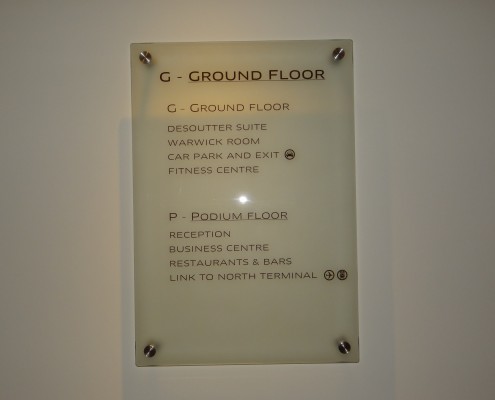 G - GROUND FLOOR
G - GROUND FLOOR
DESOUTTER SUITE
WARWICK ROOM
CAR PARK AND EXIT
FITNESS CENTRE
P - PODIUM FLOOR
RECEPTION
BUSINESS CENTRE
RESTAURANTS & BARS
LINK TO NORTH TERMINAL